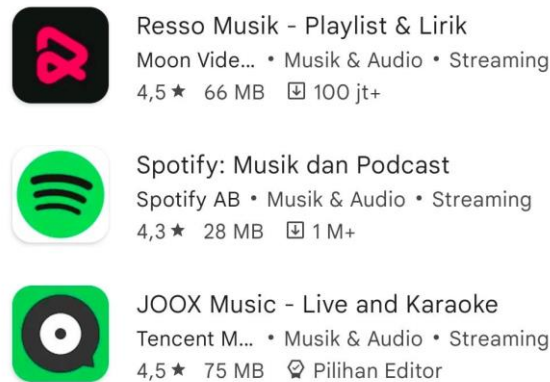 Resso Musik - Playlist & Lirik
Moon Vide... • Musik & Audio • Streaming
4,5★ 66 MB 100 jt+
Spotify: Musik dan Podcast
Spotify AB • Musik & Audio • Streaming
4,3★ 28 MB 1 M+
JOOX Music - Live and Karaoke
Tencent M... • Musik & Audio • Streaming
4,5★ 75 MB Pilihan Editor